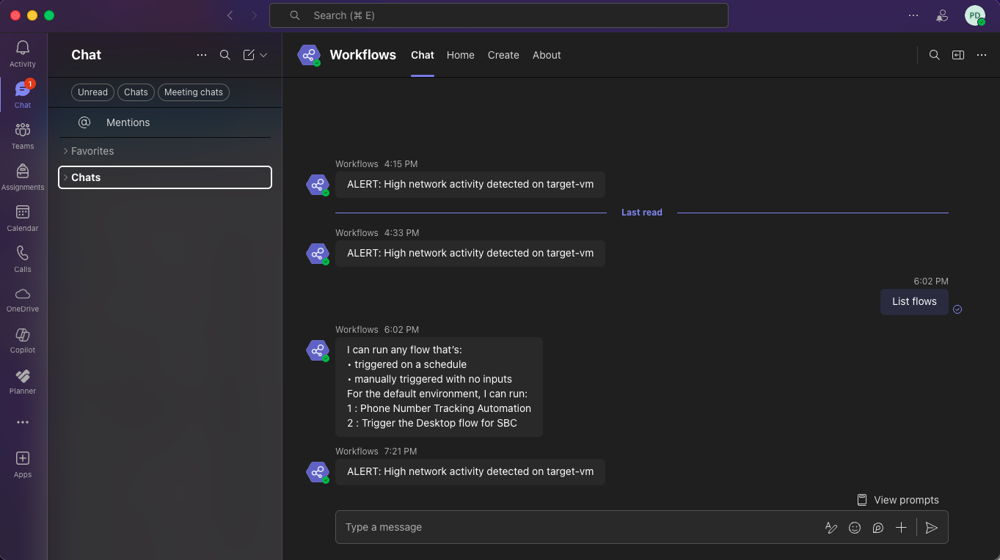 Search (⌘ E)
PD
Activity
1
Chat
Teams
Assignments
Calendar
Calls
OneDrive
Copilot
Planner
Apps
Chat
Unread
Chats
Meeting chats
@ Mentions
Favorites
Chats
Workflows
Chat
Home
Create
About
Workflows 4:15 PM
ALERT: High network activity detected on target-vm
Last read
Workflows 4:33 PM
ALERT: High network activity detected on target-vm
6:02 PM
List flows
Workflows 6:02 PM
I can run any flow that's:
• triggered on a schedule
• manually triggered with no inputs
For the default environment, I can run:
1 : Phone Number Tracking Automation
2 : Trigger the Desktop flow for SBC
Workflows 7:21 PM
ALERT: High network activity detected on target-vm
View prompts
Type a message